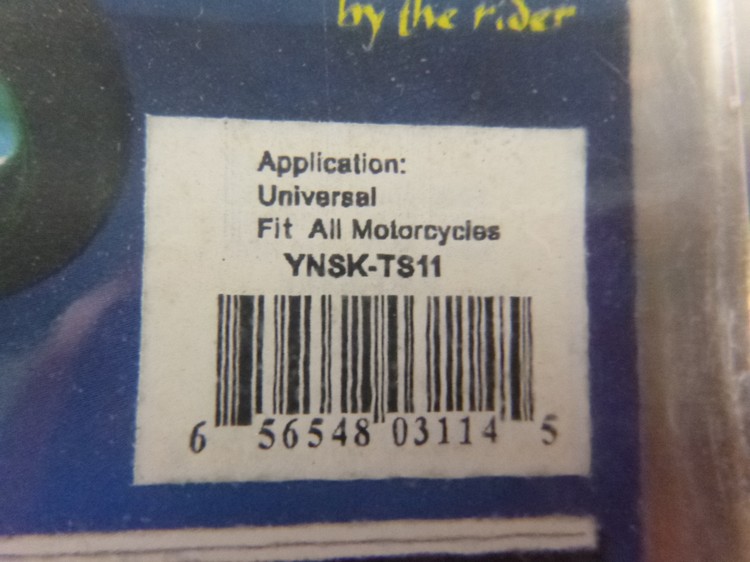 by the rider
Application:
Universal
Fit All Motorcycles
YNSK-TS11
6 56548 03114 5